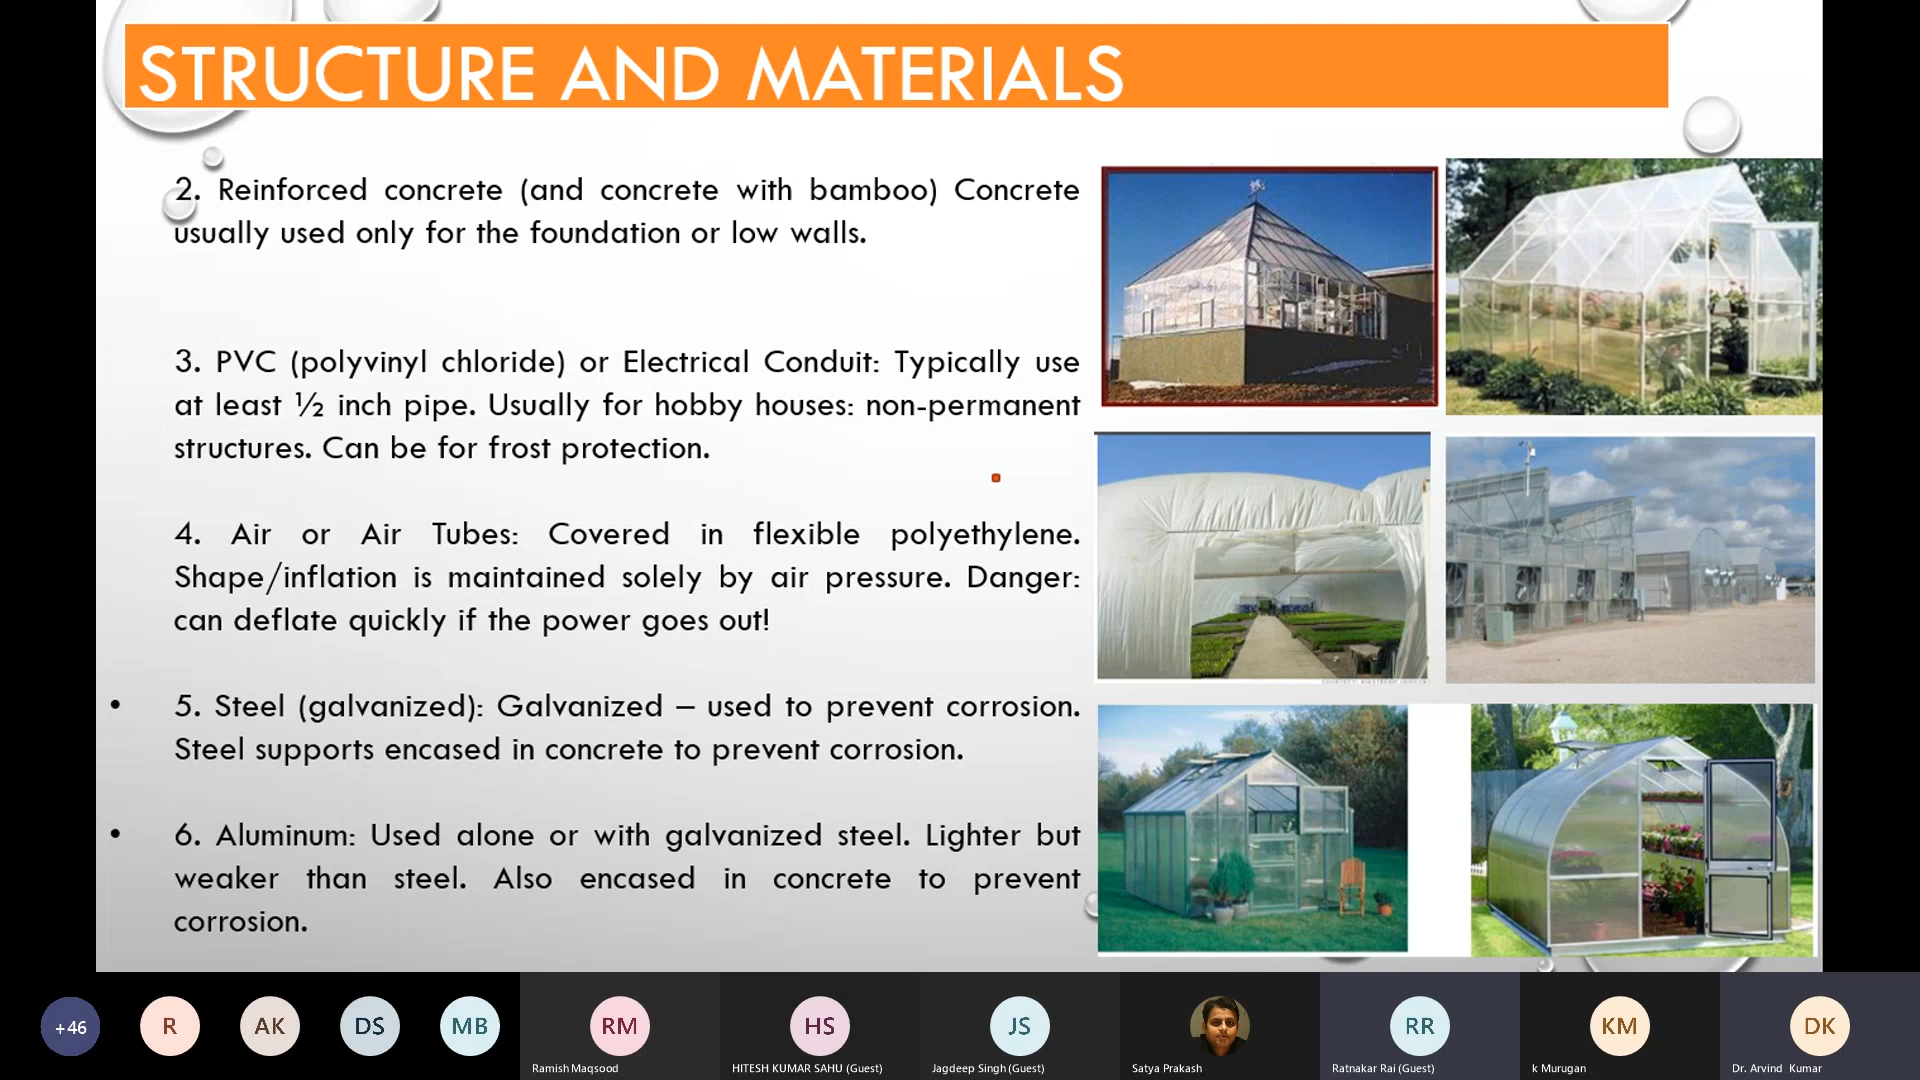 STRUCTURE AND MATERIALS
2. Reinforced concrete (and concrete with bamboo) Concrete
usually used only for the foundation or low walls.
3. PVC (polyvinyl chloride) or Electrical Conduit: Typically use
at least ½ inch pipe. Usually for hobby houses: non-permanent
structures. Can be for frost protection.
4. Air or Air Tubes: Covered in flexible polyethylene.
Shape/inflation is maintained solely by air pressure. Danger:
can deflate quickly if the power goes out!
• 5. Steel (galvanized): Galvanized – used to prevent corrosion.
Steel supports encased in concrete to prevent corrosion.
• 6. Aluminum: Used alone or with galvanized steel. Lighter but
weaker than steel. Also encased in concrete to prevent
corrosion.
+46
R
AK
DS
MB
RM
HS
JS
RR
KM
DK
Ramish Maqsood
HITESH KUMAR SAHU (Guest)
Jagdeep Singh (Guest)
Satya Prakash
Ratnakar Rai (Guest)
k Murugan
Dr. Arvind Kumar